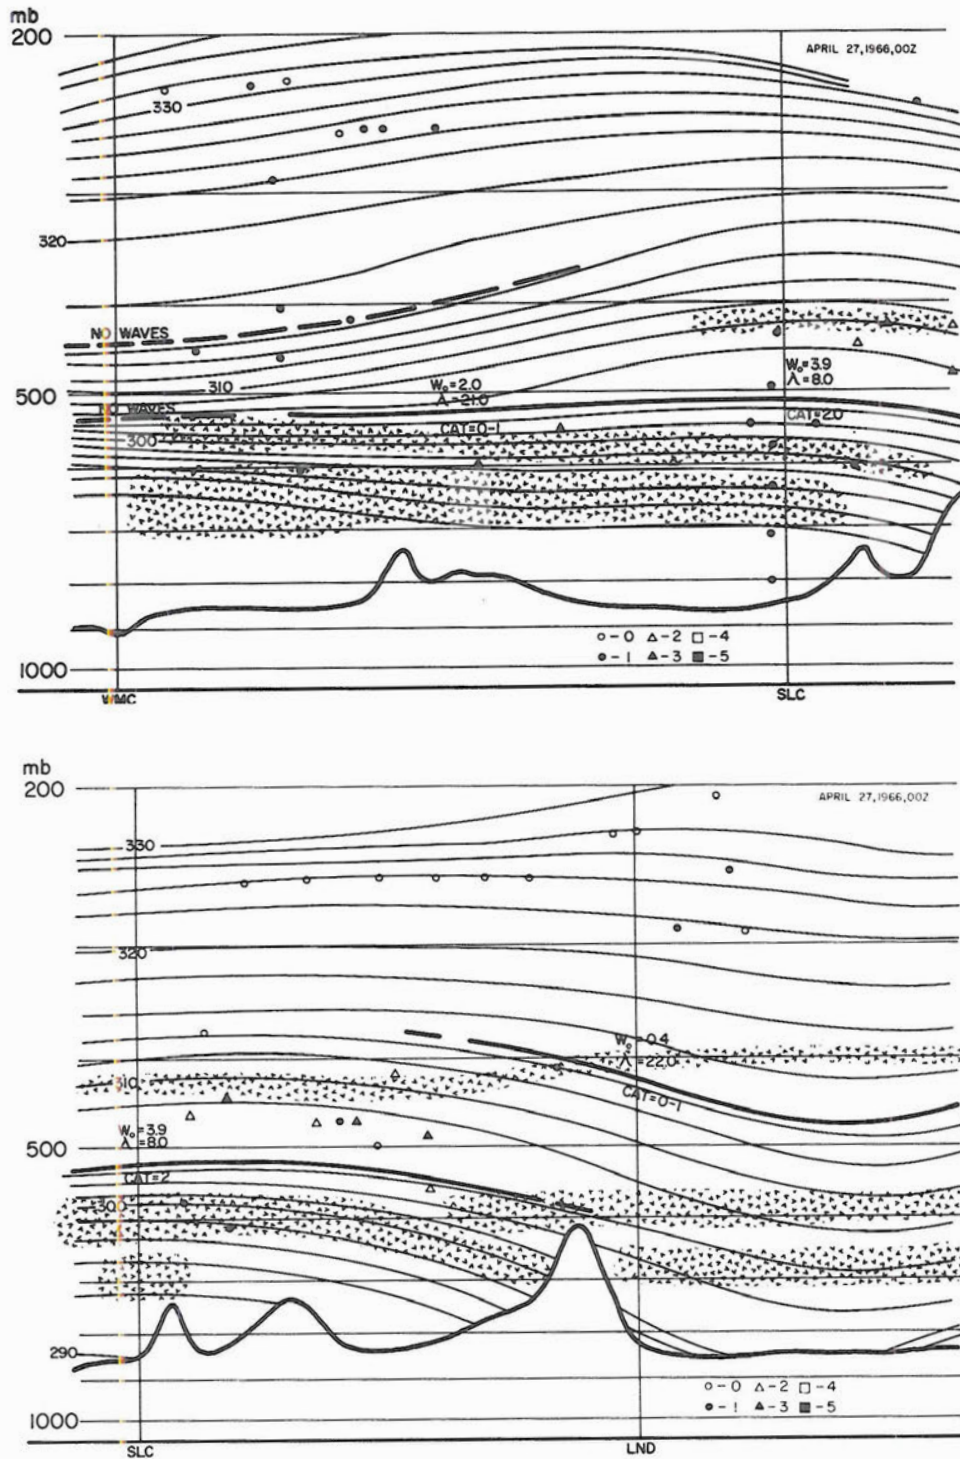 mb
200
APRIL 27,1966,00Z
330
320
NO WAVES
310
W₀=2.0
λ=21.0
W₀=3.9
λ=8.0
500
NO WAVES
CAT=0-1
CAT=2.0
300
○-0 △-2 □-4
●-1 ▲-3 ■-5
1000
WMC SLC
mb
200
APRIL 27,1966,00Z
330
320
W₀=0.4
λ=22.0
310
CAT=0-1
W₀=3.9
λ=8.0
500
CAT=2
300
290
○-0 △-2 □-4
●-1 ▲-3 ■-5
1000
SLC LND